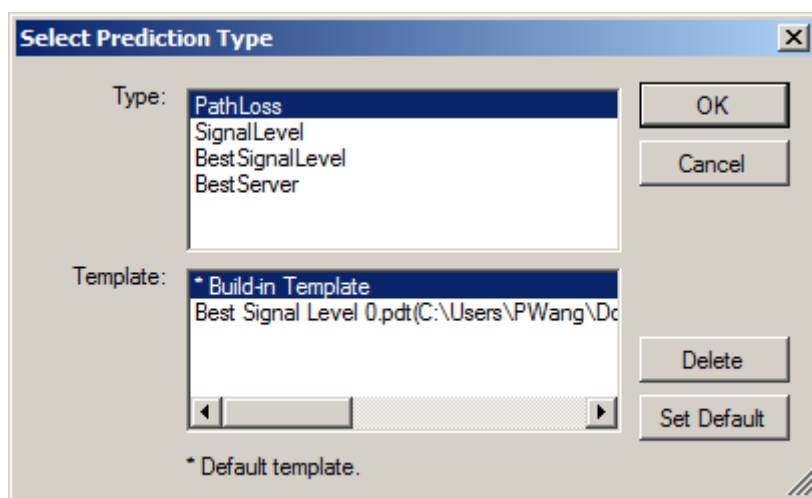 Select Prediction Type
Type:
PathLoss
SignalLevel
BestSignalLevel
BestServer
OK
Cancel
Template:
* Build-in Template
Best Signal Level 0.pdt(C:\Users\PWang\Do
Delete
Set Default
* Default template.